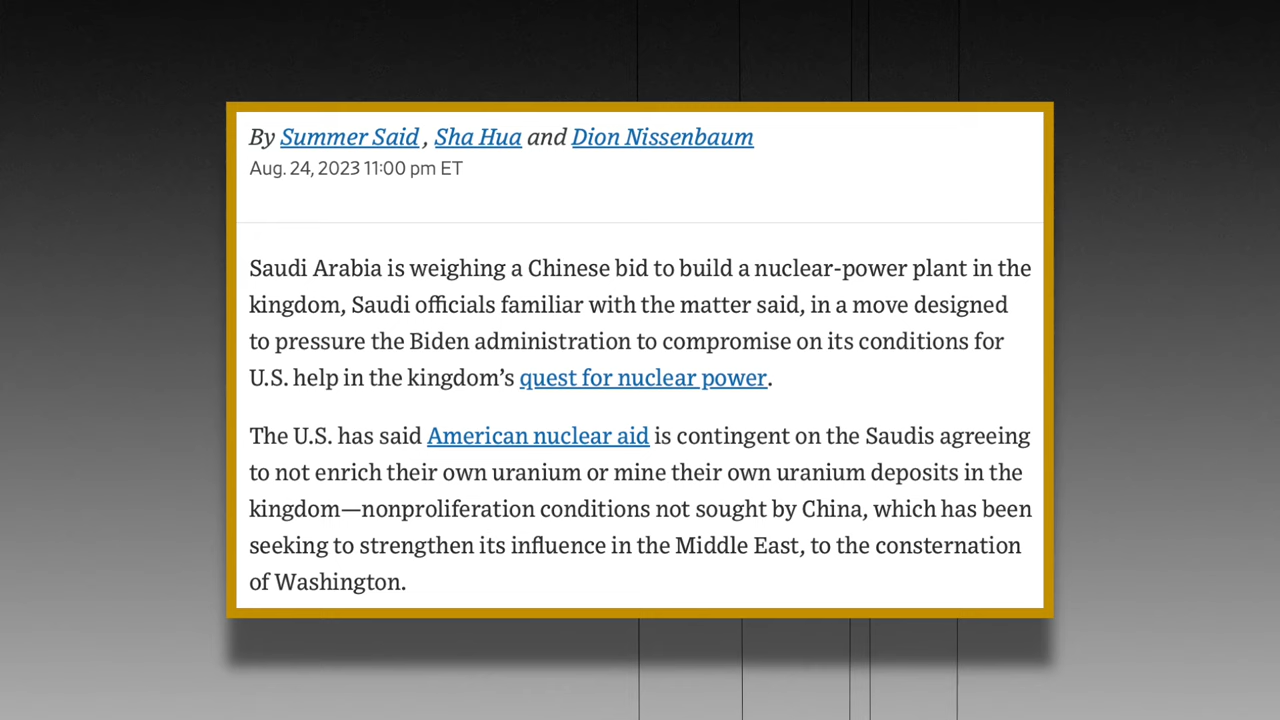 By Summer Said , Sha Hua and Dion Nissenbaum
Aug. 24, 2023 11:00 pm ET
Saudi Arabia is weighing a Chinese bid to build a nuclear-power plant in the
kingdom, Saudi officials familiar with the matter said, in a move designed
to pressure the Biden administration to compromise on its conditions for
U.S. help in the kingdom’s quest for nuclear power.
The U.S. has said American nuclear aid is contingent on the Saudis agreeing
to not enrich their own uranium or mine their own uranium deposits in the
kingdom—nonproliferation conditions not sought by China, which has been
seeking to strengthen its influence in the Middle East, to the consternation
of Washington.